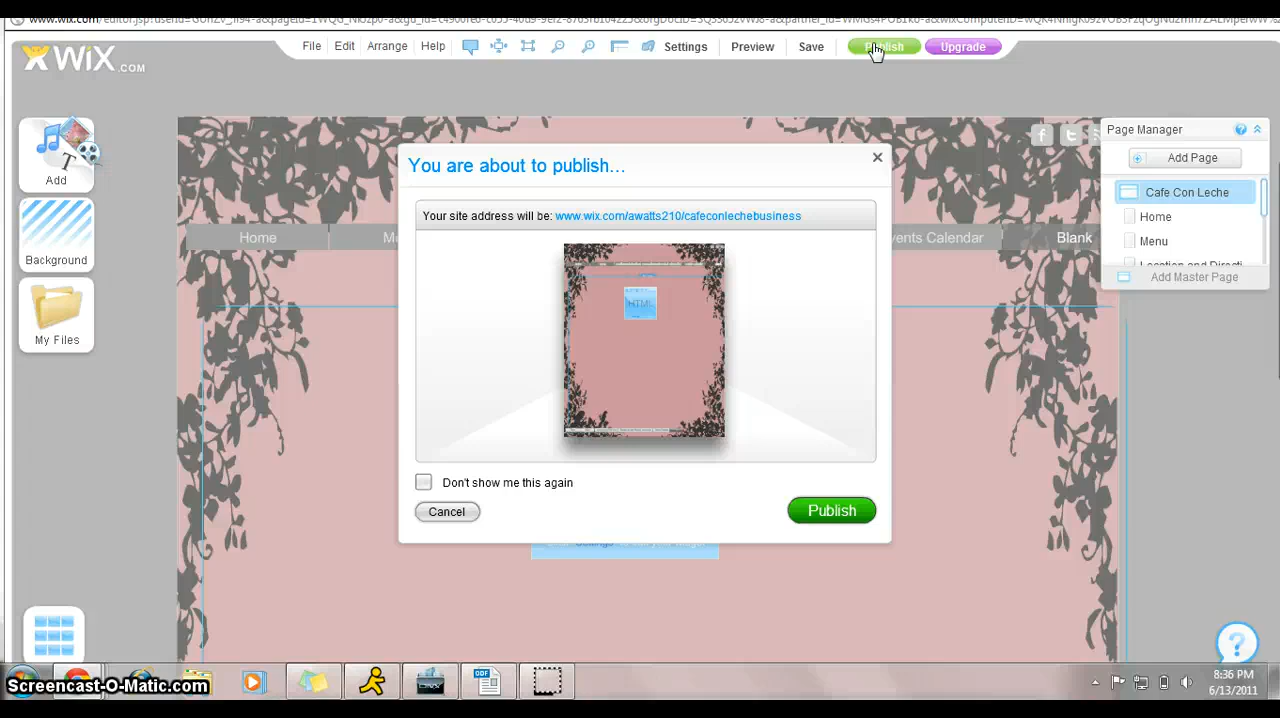 WiX.COM
File Edit Arrange Help Settings Preview Save Publish Upgrade
Add
Background
My Files
Page Manager
Add Page
Cafe Con Leche
Home
Menu
Add Master Page
Home
Events Calendar
Blank
You are about to publish...
Your site address will be: www.wix.com/awatts210/cafeconlechebusiness
HTML
Don't show me this again
Cancel
Publish
Screencast-O-Matic.com
8:36 PM
6/13/2011